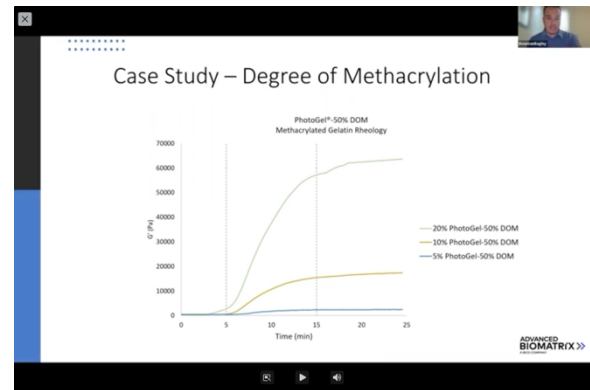 Case Study – Degree of Methacrylation
PhotoGel®-50% DOM
Methacrylated Gelatin Rheology
70000
60000
50000
40000
30000
20000
10000
0
G' (Pa)
0 5 10 15 20 25
Time (min)
20% PhotoGel-50% DOM
10% PhotoGel-50% DOM
5% PhotoGel-50% DOM
ADVANCED
BIOMATRIX